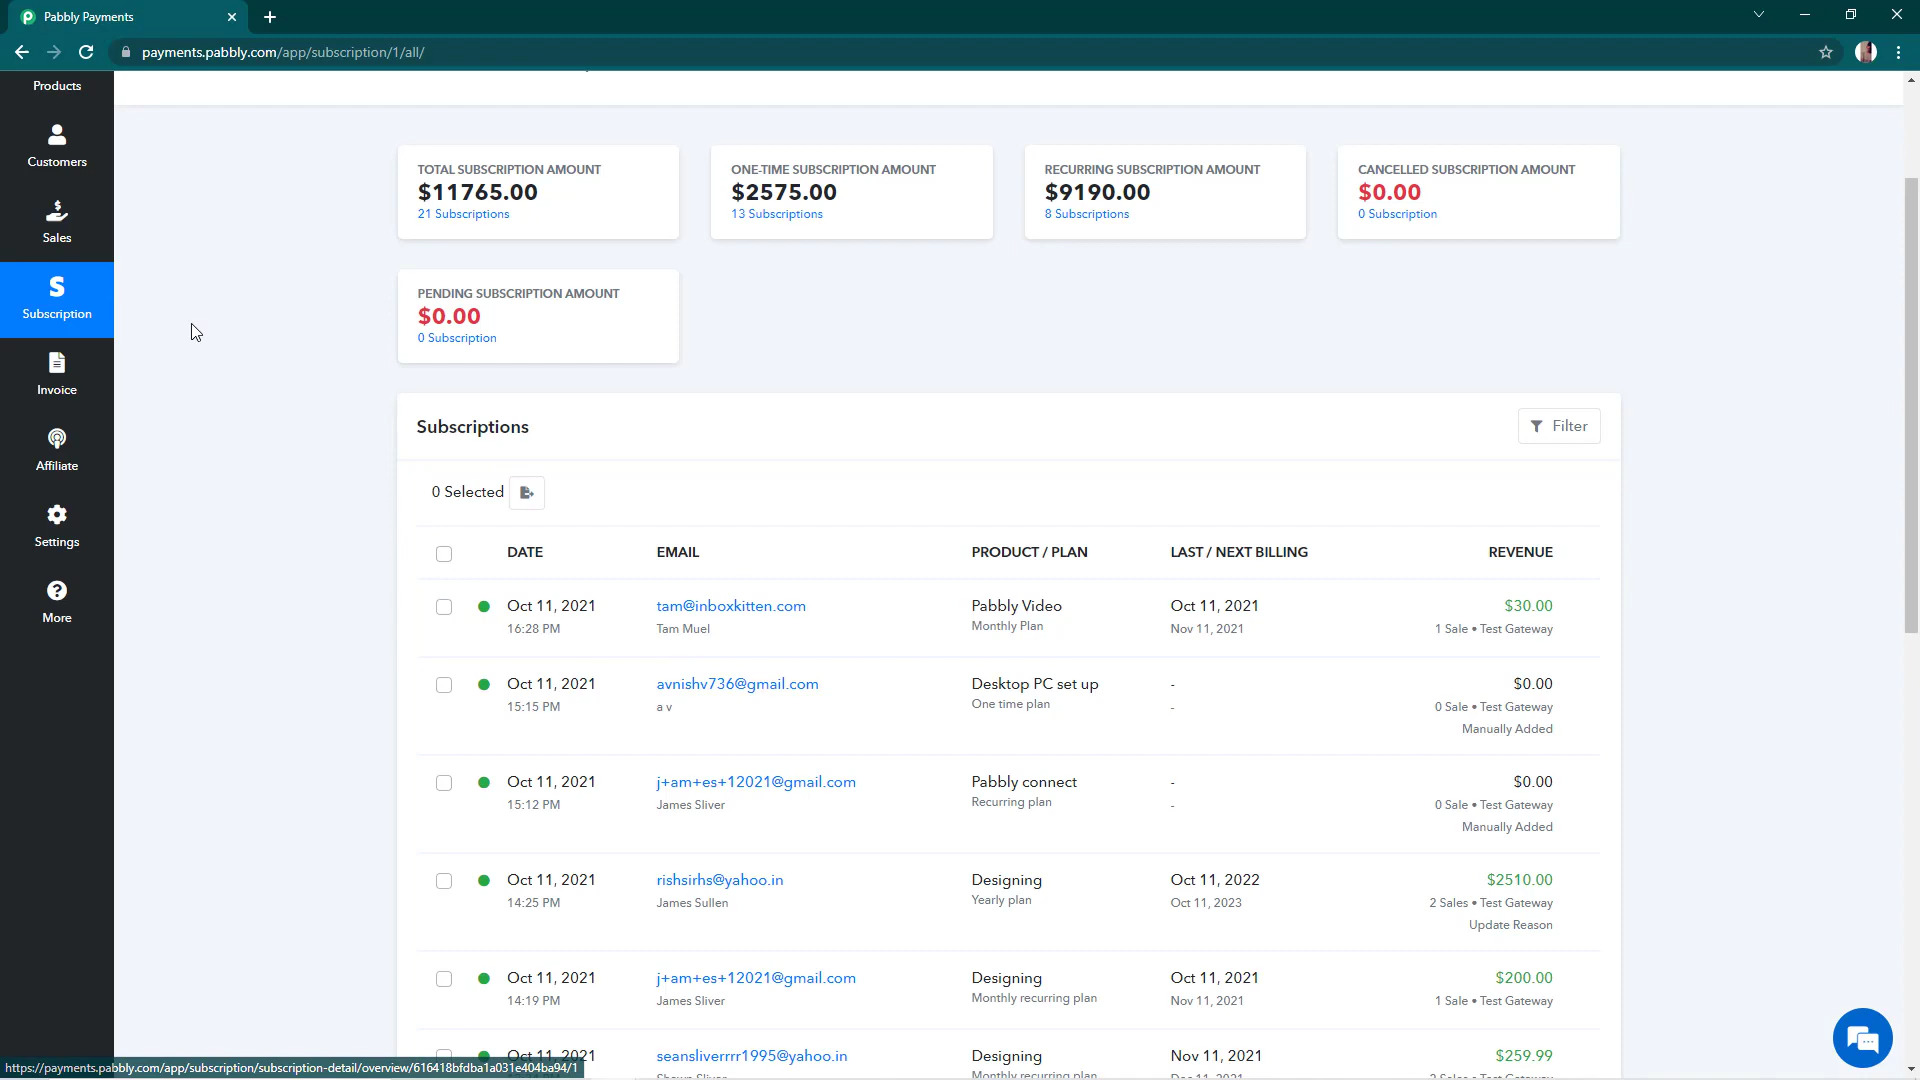 Pabbly Payments
payments.pabbly.com/app/subscription/1/all/
Products
Customers
Sales
Subscription
Invoice
Affiliate
Settings
More
TOTAL SUBSCRIPTION AMOUNT
$11765.00
21 Subscriptions
ONE-TIME SUBSCRIPTION AMOUNT
$2575.00
13 Subscriptions
RECURRING SUBSCRIPTION AMOUNT
$9190.00
8 Subscriptions
CANCELLED SUBSCRIPTION AMOUNT
$0.00
0 Subscription
PENDING SUBSCRIPTION AMOUNT
$0.00
0 Subscription
Subscriptions
Filter
0 Selected
DATE EMAIL PRODUCT / PLAN LAST / NEXT BILLING REVENUE
Oct 11, 2021 tam@inboxkitten.com Pabbly Video Oct 11, 2021 $30.00
16:28 PM Tam Muel Monthly Plan Nov 11, 2021 1 Sale • Test Gateway
Oct 11, 2021 avnishv736@gmail.com Desktop PC set up - $0.00
15:15 PM a v One time plan - 0 Sale • Test Gateway
Manually Added
Oct 11, 2021 j+am+es+12021@gmail.com Pabbly connect - $0.00
15:12 PM James Sliver Recurring plan - 0 Sale • Test Gateway
Manually Added
Oct 11, 2021 rishsirhs@yahoo.in Designing Oct 11, 2022 $2510.00
14:25 PM James Sullen Yearly plan Oct 11, 2023 2 Sales • Test Gateway
Update Reason
Oct 11, 2021 j+am+es+12021@gmail.com Designing Oct 11, 2021 $200.00
14:19 PM James Sliver Monthly recurring plan Nov 11, 2021 1 Sale • Test Gateway
Oct 11, 2021 seansliverrrr1995@yahoo.in Designing Nov 11, 2021 $259.99
Monthly recurring plan
https://payments.pabbly.com/app/subscription/subscription-detail/overview/616418bfdba1a031e404ba94/1